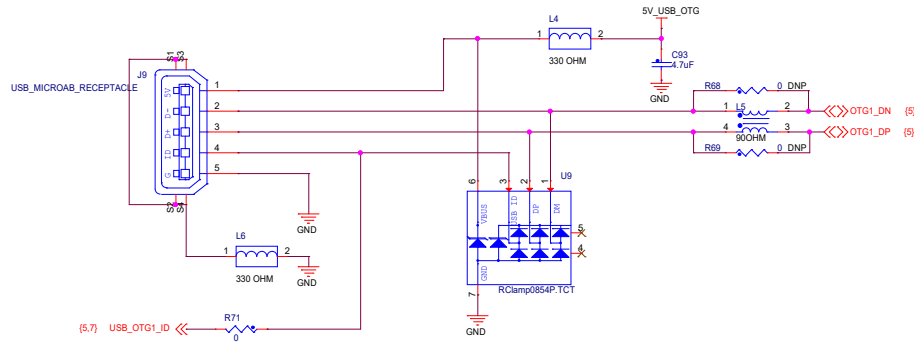 5V_USB_OTG
L4
1 2
330 OHM
C93
4.7uF
GND
S1 S3
J9
USB_MICROAB_RECEPTACLE
5V 1
D- 2
D+ 3
ID 4
G 5
S2 S4
GND
R68 0 DNP
L5
1 2 OTG1_DN {5}
4 3 OTG1_DP {5}
90OHM
R69 0 DNP
U9
6 3 2 1
VBUS
USB ID
DP
DM
5
4
GND
RClamp0854P.TCT
7
GND
L6
1 2
330 OHM
GND
R71
{5,7} USB_OTG1_ID
0